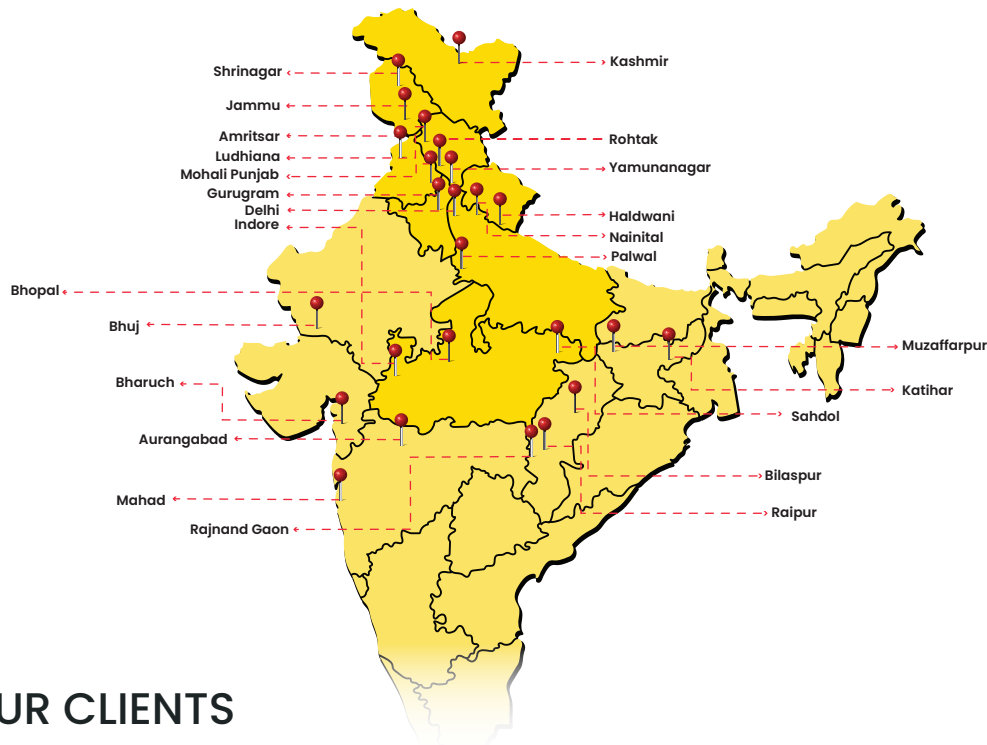 Kashmir
Shrinagar
Jammu
Amritsar
Rohtak
Ludhiana
Yamunanagar
Mohali Punjab
Gurugram
Delhi
Haldwani
Indore
Nainital
Palwal
Bhopal
Bhuj
Muzaffarpur
Bharuch
Katihar
Sahdol
Aurangabad
Bilaspur
Mahad
Raipur
Rajnand Gaon
UR CLIENTS